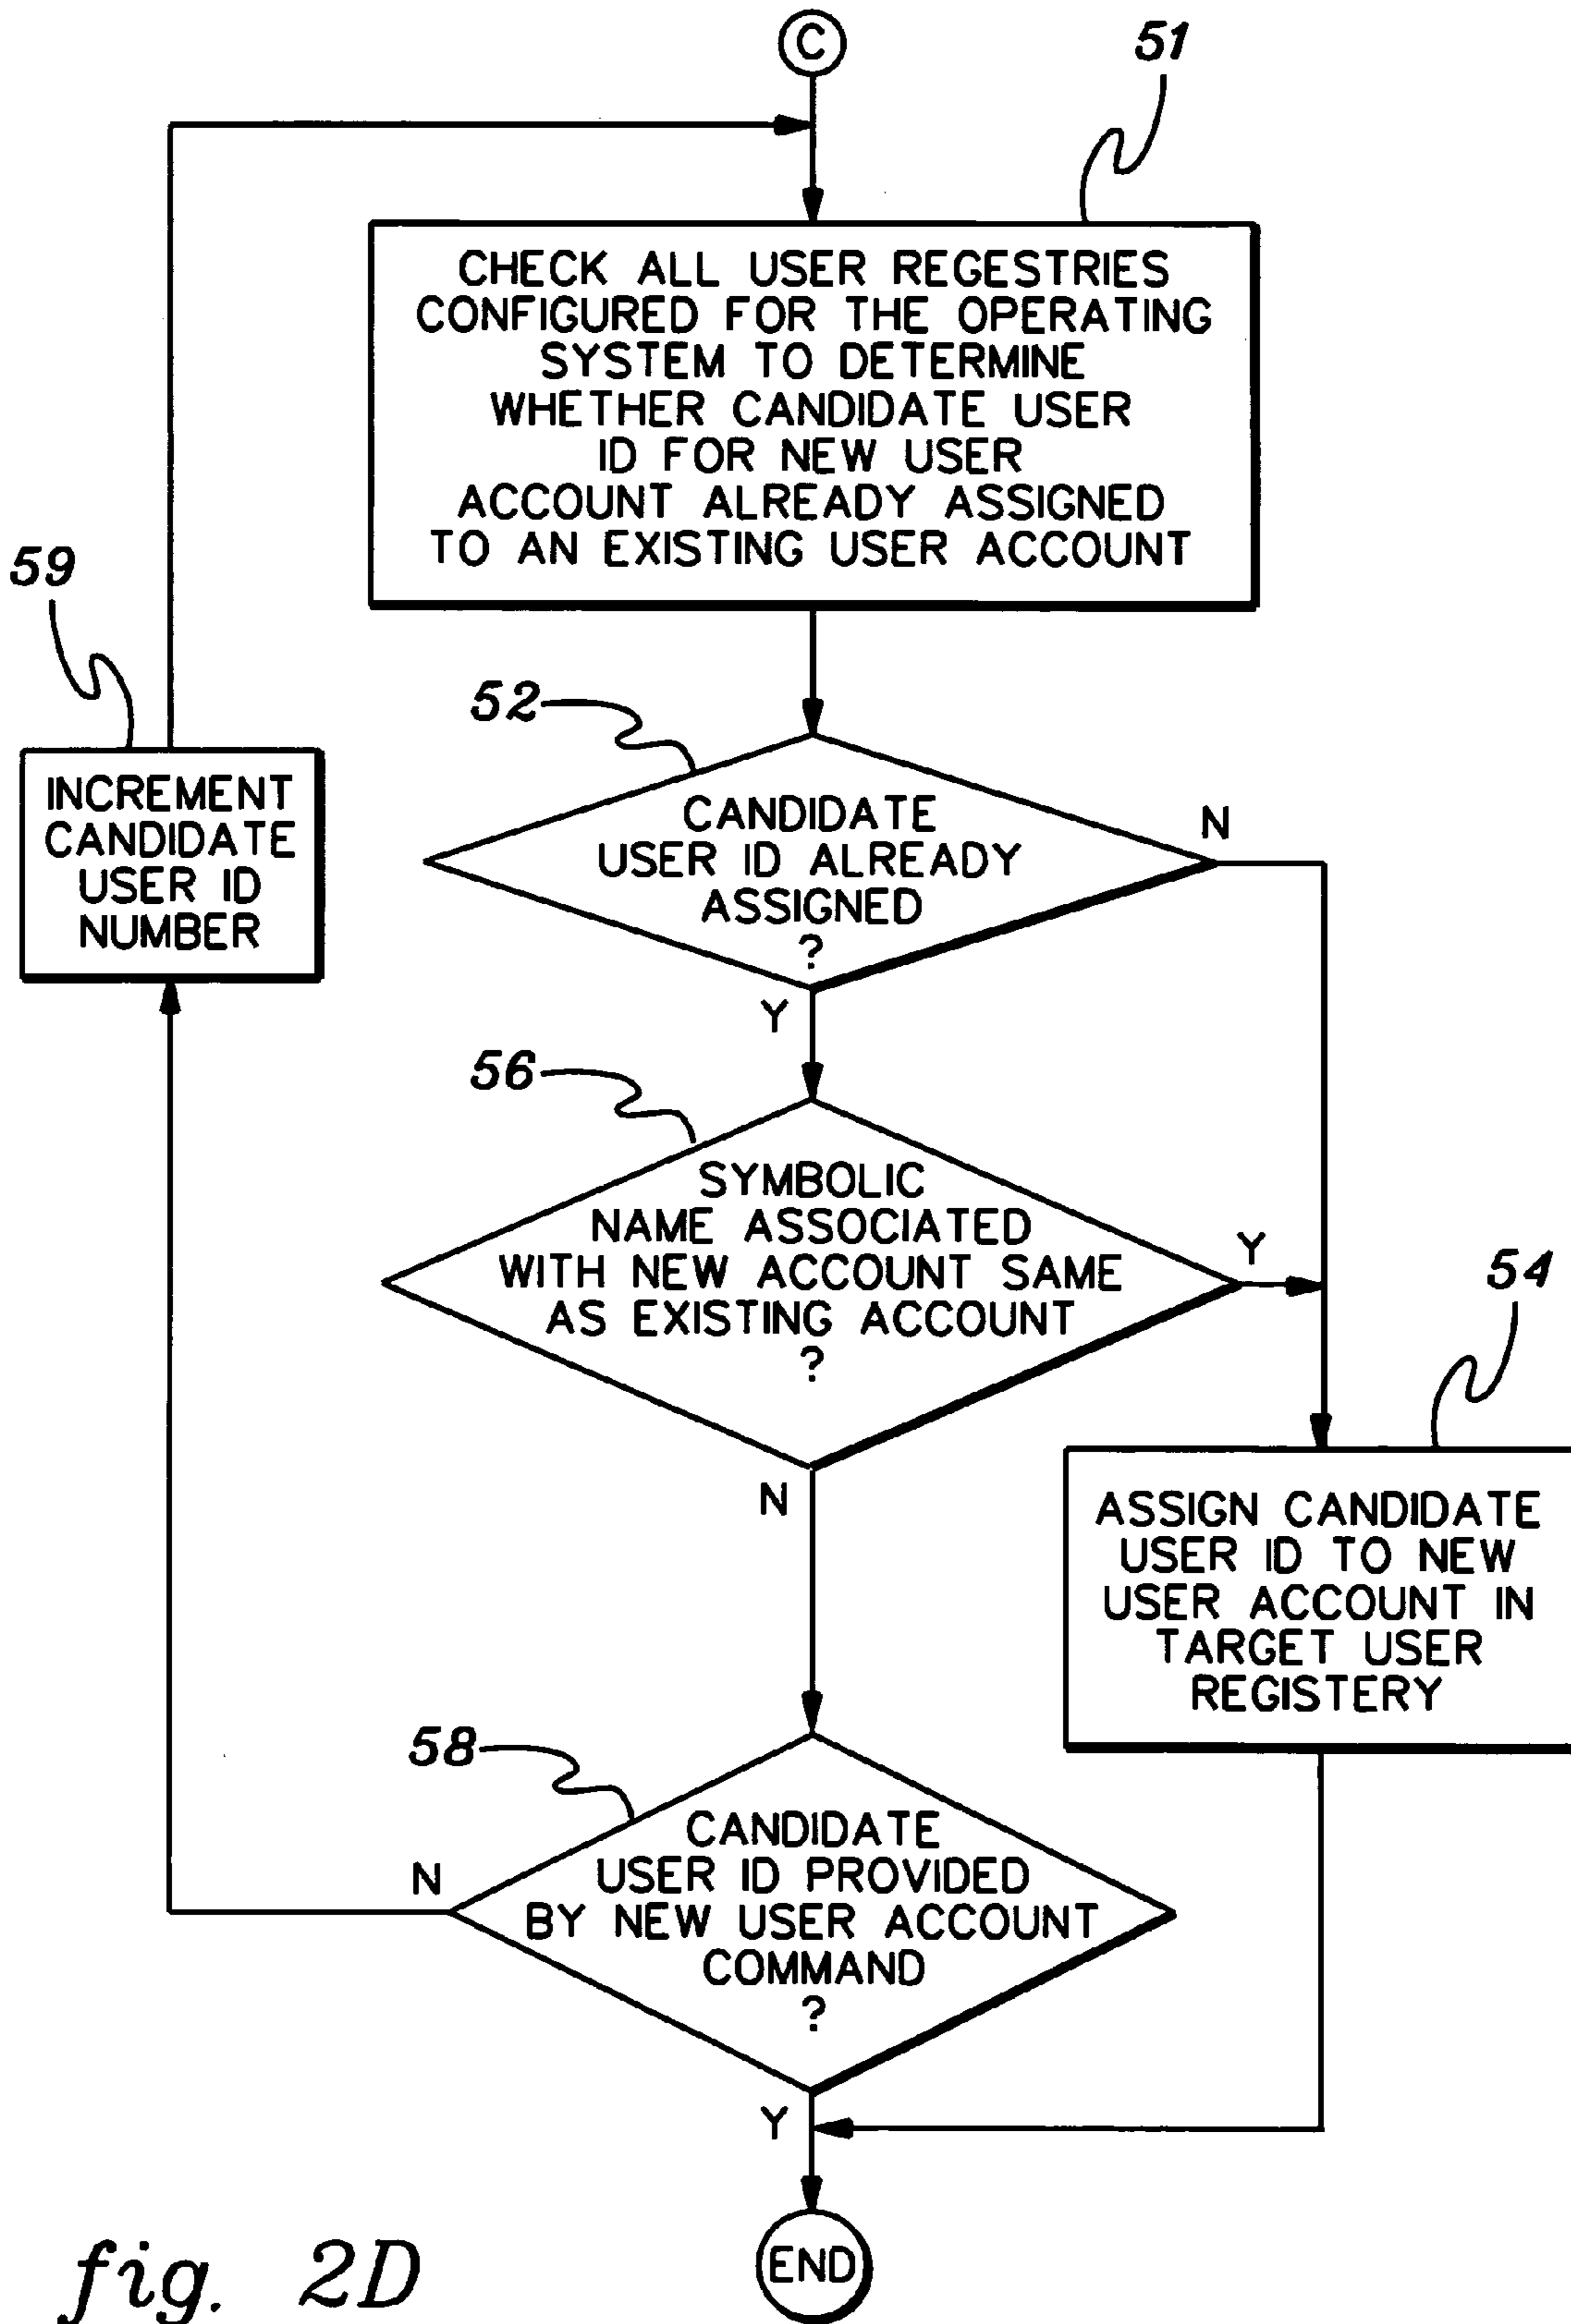 C
51
CHECK ALL USER REGESTRIES
CONFIGURED FOR THE OPERATING
SYSTEM TO DETERMINE
WHETHER CANDIDATE USER
ID FOR NEW USER
ACCOUNT ALREADY ASSIGNED
TO AN EXISTING USER ACCOUNT
59
INCREMENT
CANDIDATE
USER ID
NUMBER
52
CANDIDATE
USER ID ALREADY
ASSIGNED
?
N
Y
56
SYMBOLIC
NAME ASSOCIATED
WITH NEW ACCOUNT SAME
AS EXISTING ACCOUNT
?
Y
N
54
ASSIGN CANDIDATE
USER ID TO NEW
USER ACCOUNT IN
TARGET USER
REGISTERY
58
CANDIDATE
USER ID PROVIDED
BY NEW USER ACCOUNT
COMMAND
?
N
Y
END
fig. 2D